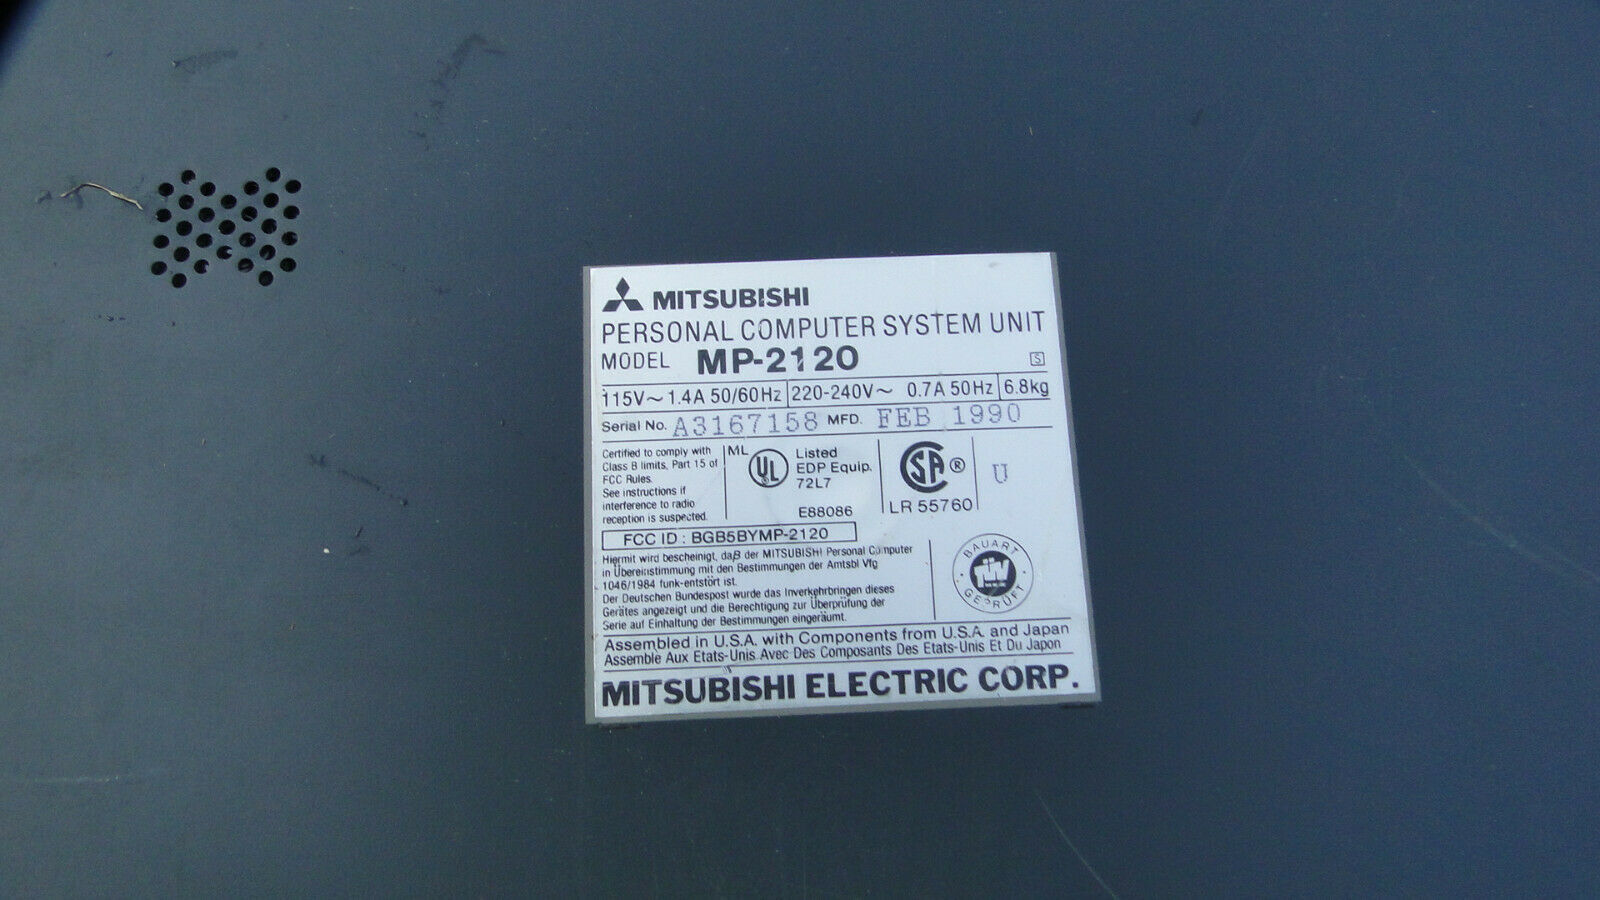 MITSUBISHI
PERSONAL COMPUTER SYSTEM UNIT
MODEL MP-2120 S
115V~ 1.4A 50/60Hz 220-240V~ 0.7A 50Hz 6.8kg
Serial No. A3167158 MFD. FEB 1990
Certified to comply with
Class B limits, Part 15 of
FCC Rules.
See instructions if
interference to radio
reception is suspected.
ML
UL
Listed
EDP Equip.
72L7
E88086
SA ®
LR 55760
U
FCC ID : BGB5BYMP-2120
Hiermit wird bescheinigt, daß der MITSUBISHI Personal Computer
in Übereinstimmung mit den Bestimmungen der Amtsbl Vfg
1046/1984 funk-entstört ist.
Der Deutschen Bundespost wurde das Inverkehrbringen dieses
Gerätes angezeigt und die Berechtigung zur Überprüfung der
Serie auf Einhaltung der Bestimmungen eingeräumt.
BAUART
TÜV
GEPRÜFT
Assembled in U.S.A. with Components from U.S.A. and Japan
Assemble Aux Etats-Unis Avec Des Composants Des Etats-Unis Et Du Japon
MITSUBISHI ELECTRIC CORP.